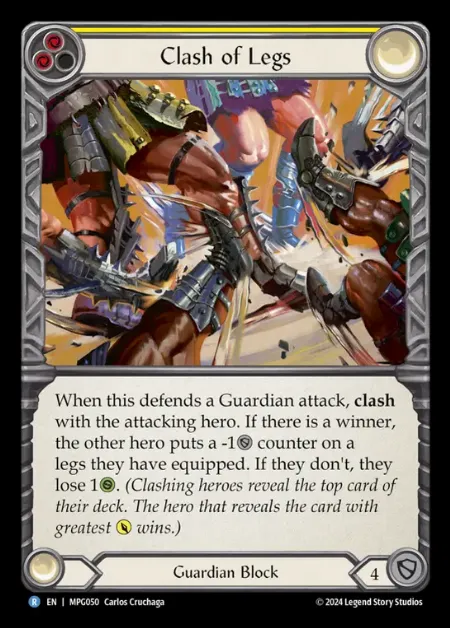 Clash of Legs
When this defends a Guardian attack, clash
with the attacking hero. If there is a winner,
the other hero puts a -1 counter on a
legs they have equipped. If they don't, they
lose 1. (Clashing heroes reveal the top card of
their deck. The hero that reveals the card with
greatest wins.)
Guardian Block
4
R EN | MPG050 Carlos Cruchaga
© 2024 Legend Story Studios